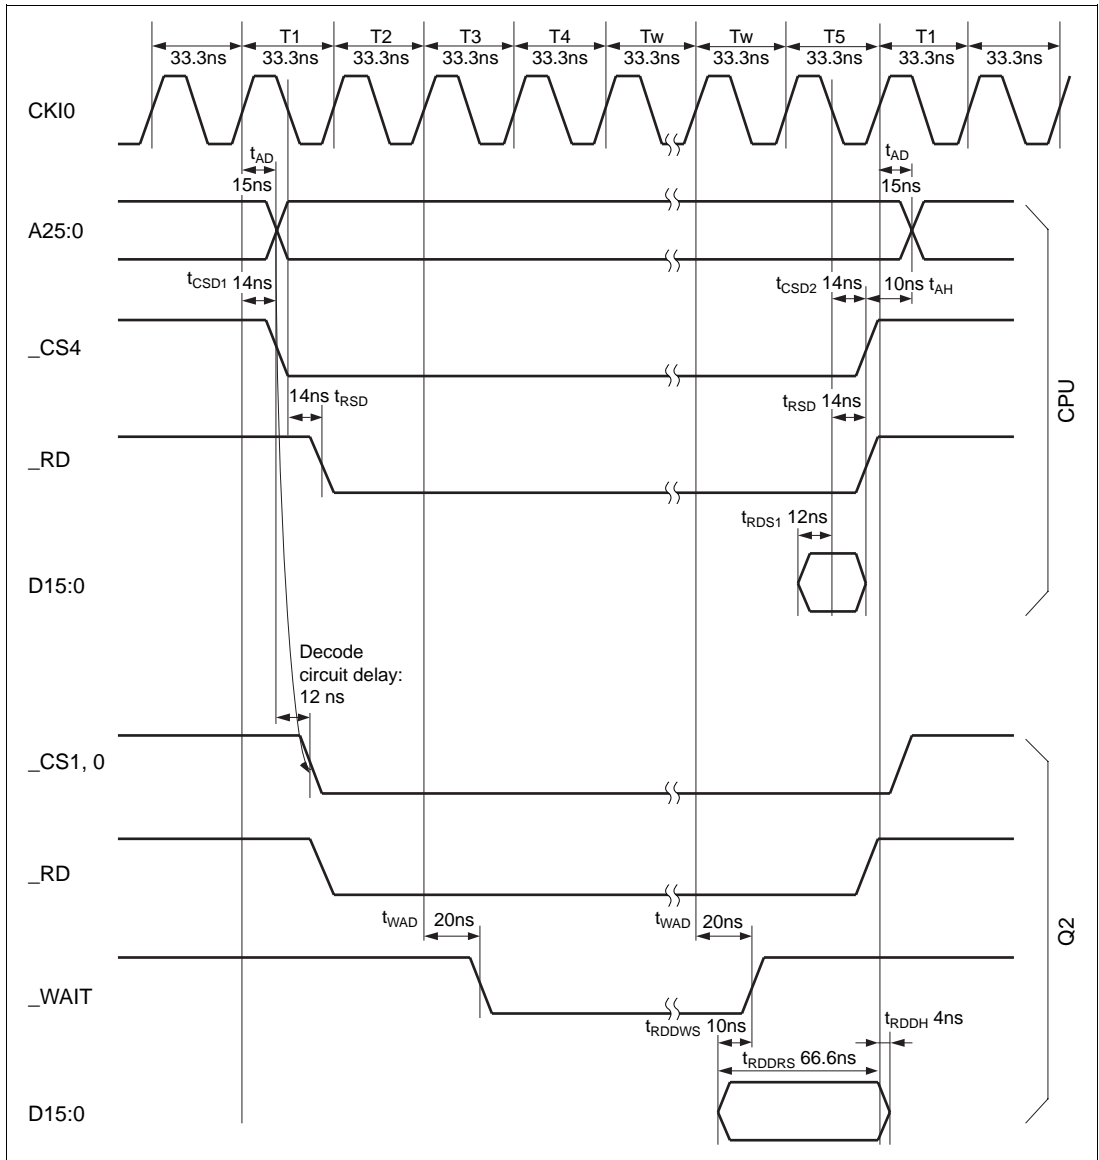 T1 T2 T3 T4 Tw Tw T5 T1
33.3ns 33.3ns 33.3ns 33.3ns 33.3ns 33.3ns 33.3ns 33.3ns 33.3ns 33.3ns
CKI0
tAD tAD
15ns 15ns
A25:0
tCSD1 14ns tCSD2 14ns 10ns tAH
_CS4
14ns tRSD tRSD 14ns
_RD
tRDS1 12ns
D15:0
CPU
Decode
circuit delay:
12 ns
_CS1, 0
_RD
tWAD 20ns tWAD 20ns
_WAIT
tRDDWS 10ns tRDDH 4ns
tRDDRS 66.6ns
D15:0
Q2